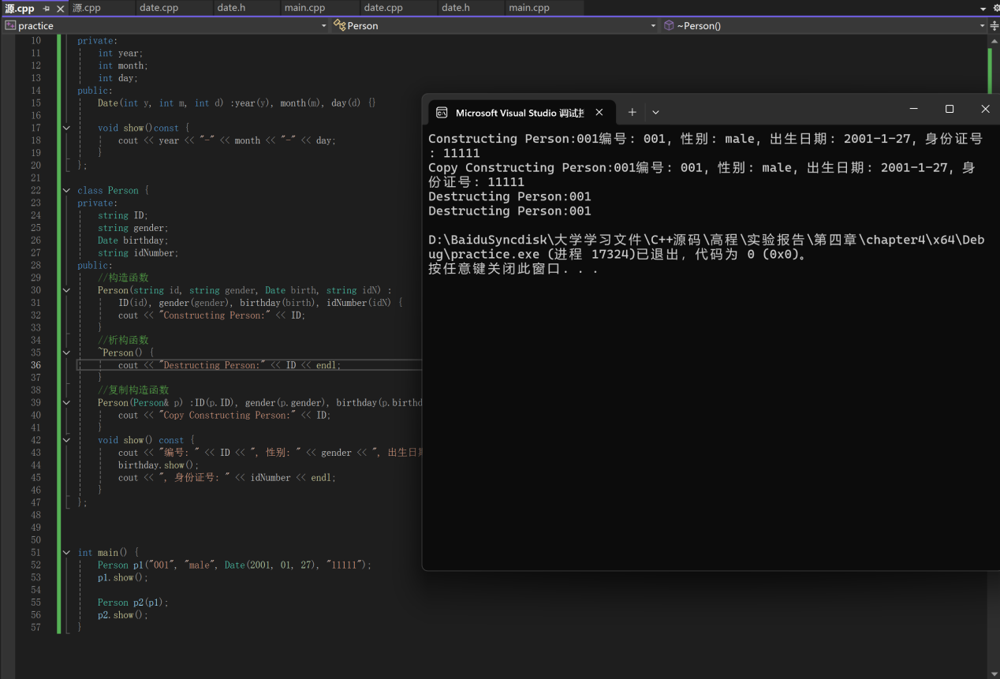 源.cpp 源.cpp date.cpp date.h main.cpp date.cpp date.h main.cpp
practice Person ~Person()
10 private:
11 int year;
12 int month;
13 int day;
14 public:
15 Date(int y, int m, int d) :year(y), month(m), day(d) {}
16
17 void show()const {
18 cout << year << "-" << month << "-" << day;
19 }
20 };
21
22 class Person {
23 private:
24 string ID;
25 string gender;
26 Date birthday;
27 string idNumber;
28 public:
29 //构造函数
30 Person(string id, string gender, Date birth, string idN) :
31 ID(id), gender(gender), birthday(birth), idNumber(idN) {
32 cout << "Constructing Person:" << ID;
33 }
34 //析构函数
35 ~Person() {
36 cout << "Destructing Person:" << ID << endl;
37 }
38 //复制构造函数
39 Person(Person& p) :ID(p.ID), gender(p.gender), birthday(p.birthd
40 cout << "Copy Constructing Person:" << ID;
41 }
42 void show() const {
43 cout << "编号: " << ID << ", 性别: " << gender << ", 出生日期
44 birthday.show();
45 cout << ", 身份证号: " << idNumber << endl;
46 }
47 };
48
49
50
51 int main() {
52 Person p1("001", "male", Date(2001, 01, 27), "11111");
53 p1.show();
54
55 Person p2(p1);
56 p2.show();
57 }
Microsoft Visual Studio 调试控
Constructing Person:001编号: 001, 性别: male, 出生日期: 2001-1-27, 身份证号
: 11111
Copy Constructing Person:001编号: 001, 性别: male, 出生日期: 2001-1-27, 身
份证号: 11111
Destructing Person:001
Destructing Person:001
D:\BaiduSyncdisk\大学学习文件\C++源码\高程\实验报告\第四章\chapter4\x64\Deb
ug\practice.exe (进程 17324)已退出，代码为 0 (0x0)。
按任意键关闭此窗口. . .